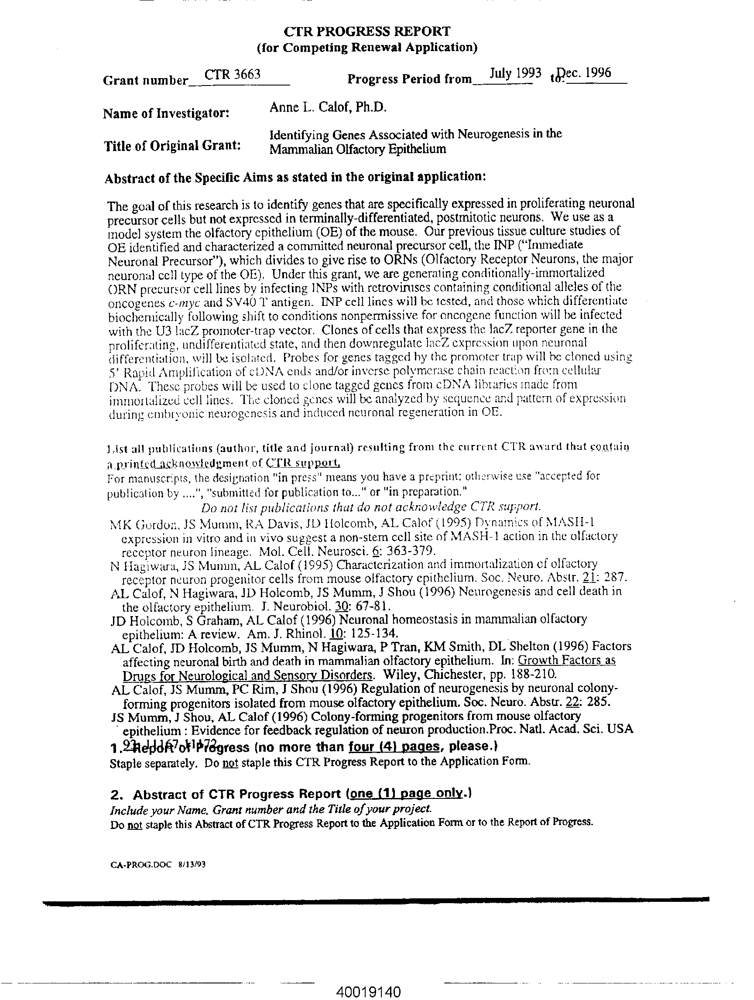 CTR PROGRESS REPORT
(for Competing Renewal Application)
Grant number CTR 3663 Progress Period from July 1993 to: Dec. 1996
Name of Investigator: Anne L. Calof, Ph.D.
Title of Original Grant: Identifying Genes Associated with Neurogenesis in the
Mammalian Olfactory Epithelium
Abstract of the Specific Aims as stated in the original application:
The goal of this research is to identify genes that are specifically expressed in proliferating neuronal
precursor cells but not expressed in terminally-differentiated, postmitotic neurons. We use as a
model system the olfactory epithelium (OE) of the mouse. Our previous tissue culture studies of
OE identified and characterized a committed neuronal precursor cell, the INP ("Immediate
Neuronal Precursor"), which divides to give rise to ORNs (Olfactory Receptor Neurons, the major
neuronal cell type of the OE). Under this grant, we are generating conditionally-immortalized
ORN precursor cell lines by infecting INPs with retroviruses containing conditional alleles of the
oncogenes c-myc and SV40 T antigen. INP cell lines will be tested, and those which differentiate
biochemically following shift to conditions nonpermissive for oncogene function will be infected
with the U3 lacZ promoter-trap vector. Clones of cells that express the lacZ reporter gene in the
proliferating, undifferentiated state, and then downregulate lacZ expression upon neuronal
differentiation, will be isolated. Probes for genes tagged by the promoter trap will be cloned using
5' Rapid Amplification of cDNA ends and/or inverse polymerase chain reaction from cellular
DNA. These probes will be used to clone tagged genes from cDNA libraries made from
immortalized cell lines. The cloned genes will be analyzed by sequence and pattern of expression
during embryonic neurogenesis and induced neuronal regeneration in OE.
List all publications (author, title and journal) resulting from the current CTR award that contain
a printed acknowledgment of CTR support.
For manuscripts, the designation "in press" means you have a preprint; otherwise use "accepted for
publication by ....", "submitted for publication to..." or "in preparation."
Do not list publications that do not acknowledge CTR support.
MK Gordon, JS Mumm, RA Davis, JD Holcomb, AL Calof (1995) Dynamics of MASH-1
expression in vitro and in vivo suggest a non-stem cell site of MASH-1 action in the olfactory
receptor neuron lineage. Mol. Cell. Neurosci. 6: 363-379.
N Hagiwara, JS Mumm, AL Calof (1995) Characterization and immortalization of olfactory
receptor neuron progenitor cells from mouse olfactory epithelium. Soc. Neuro. Abstr. 21: 287.
AL Calof, N Hagiwara, JD Holcomb, JS Mumm, J Shou (1996) Neurogenesis and cell death in
the olfactory epithelium. J. Neurobiol. 30: 67-81.
JD Holcomb, S Graham, AL Calof (1996) Neuronal homeostasis in mammalian olfactory
epithelium: A review. Am. J. Rhinol. 10: 125-134.
AL Calof, JD Holcomb, JS Mumm, N Hagiwara, P Tran, KM Smith, DL Shelton (1996) Factors
affecting neuronal birth and death in mammalian olfactory epithelium. In: Growth Factors as
Drugs for Neurological and Sensory Disorders. Wiley, Chichester, pp. 188-210.
AL Calof, JS Mumm, PC Rim, J Shou (1996) Regulation of neurogenesis by neuronal colony-
forming progenitors isolated from mouse olfactory epithelium. Soc. Neuro. Abstr. 22: 285.
JS Mumm, J Shou, AL Calof (1996) Colony-forming progenitors from mouse olfactory
epithelium : Evidence for feedback regulation of neuron production.Proc. Natl. Acad. Sci. USA
1. Report of Progress (no more than four (4) pages, please.)
Staple separately. Do not staple this CTR Progress Report to the Application Form.
2. Abstract of CTR Progress Report (one (1) page only.)
Include your Name, Grant number and the Title of your project.
Do not staple this Abstract of CTR Progress Report to the Application Form or to the Report of Progress.
CA-PROG.DOC 8/13/93
40019140